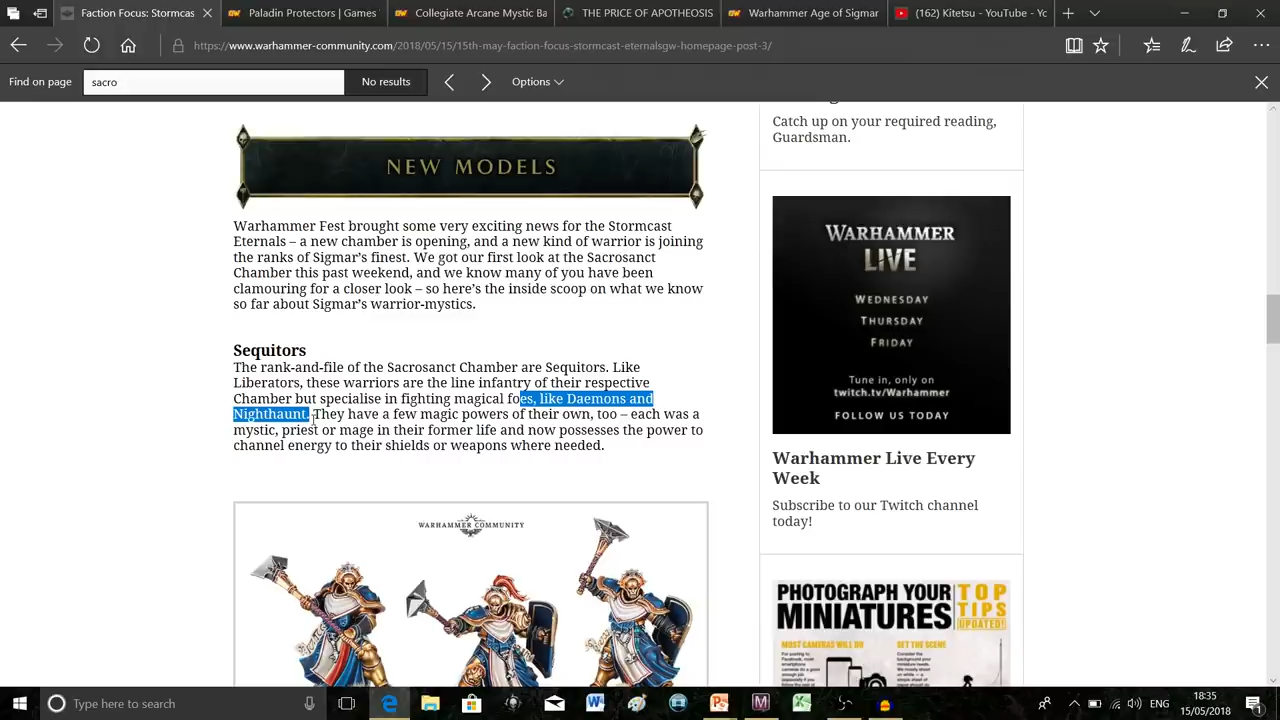 Faction Focus: Stormcas
Paladin Protectors | Games
Collegiate Arcane Mystic Ba
THE PRICE OF APOTHEOSIS
Warhammer Age of Sigmar
(162) Kitetsu - YouTube - Yo
https://www.warhammer-community.com/2018/05/15/15th-may-faction-focus-stormcast-eternalsgw-homepage-post-3/
Find on page
sacro
No results
Options
NEW MODELS
Warhammer Fest brought some very exciting news for the Stormcast
Eternals – a new chamber is opening, and a new kind of warrior is joining
the ranks of Sigmar’s finest. We got our first look at the Sacrosanct
Chamber this past weekend, and we know many of you have been
clamouring for a closer look – so here’s the inside scoop on what we know
so far about Sigmar’s warrior-mystics.
Sequitors
The rank-and-file of the Sacrosanct Chamber are Sequitors. Like
Liberators, these warriors are the line infantry of their respective
Chamber but specialise in fighting magical foes, like Daemons and
Nighthaunt. They have a few magic powers of their own, too – each was a
mystic, priest or mage in their former life and now possesses the power to
channel energy to their shields or weapons where needed.
WARHAMMER COMMUNITY
Catch up on your required reading,
Guardsman.
WARHAMMER
LIVE
WEDNESDAY
THURSDAY
FRIDAY
Tune in, only on
twitch.tv/Warhammer
FOLLOW US TODAY
Warhammer Live Every
Week
Subscribe to our Twitch channel
today!
PHOTOGRAPH YOUR
MINIATURES
TOP
TIPS
UPDATED!
MOST CAMERAS WILL DO
SET THE SCENE
Type here to search
ENG
18:35
15/05/2018